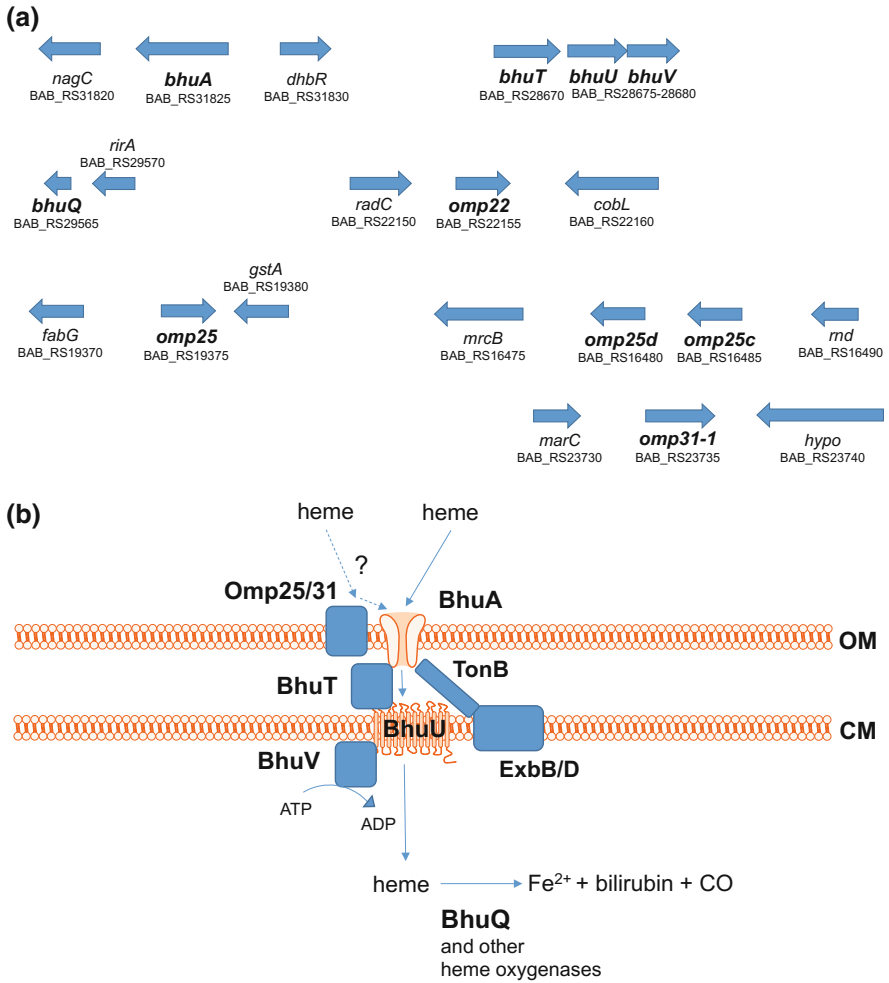 (a)
nagC
BAB_RS31820
bhuA
BAB_RS31825
dhbR
BAB_RS31830
bhuT
BAB_RS28670
bhuU bhuV
BAB_RS28675-28680
rirA
BAB_RS29570
bhuQ
BAB_RS29565
radC
BAB_RS22150
omp22
BAB_RS22155
cobL
BAB_RS22160
gstA
BAB_RS19380
fabG
BAB_RS19370
omp25
BAB_RS19375
mrcB
BAB_RS16475
omp25d
BAB_RS16480
omp25c
BAB_RS16485
rnd
BAB_RS16490
marC
BAB_RS23730
omp31-1
BAB_RS23735
hypo
BAB_RS23740
(b)
heme
heme
?
Omp25/31
BhuA
OM
BhuT
TonB
BhuU
CM
BhuV
ExbB/D
ATP
ADP
heme
Fe²⁺ + bilirubin + CO
BhuQ
and other
heme oxygenases